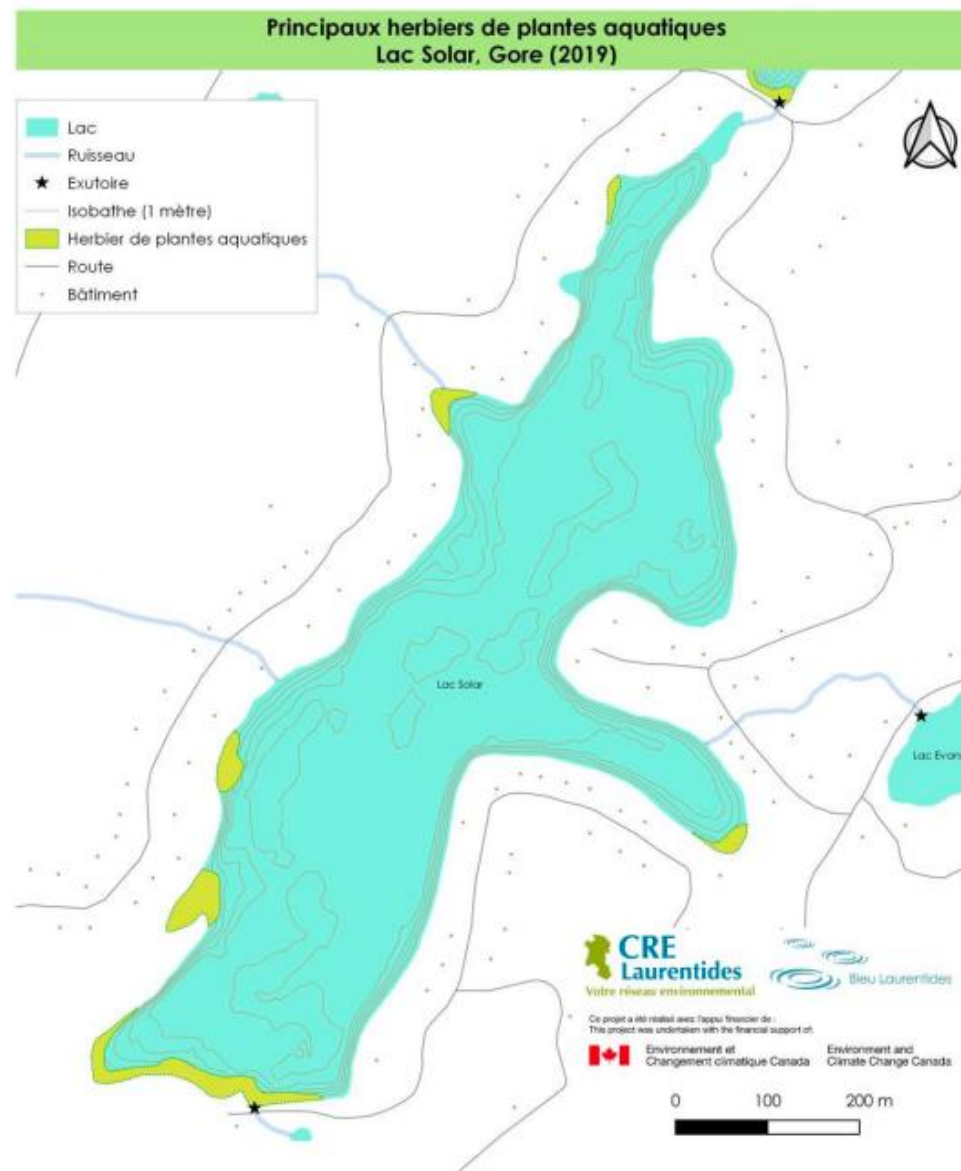 Principaux herbiers de plantes aquatiques
Lac Solar, Gore (2019)
Lac
Ruisseau
Exutoire
Isobathe (1 mètre)
Herbier de plantes aquatiques
Route
Bâtiment
Lac Solar
Lac Evans
CRE
Laurentides
Votre réseau environnemental
Bleu Laurentides
Ce projet a été réalisé avec l'appui financier de :
This project was undertaken with the financial support of:
Environnement et
Changement climatique Canada
Environment and
Climate Change Canada
0 100 200 m